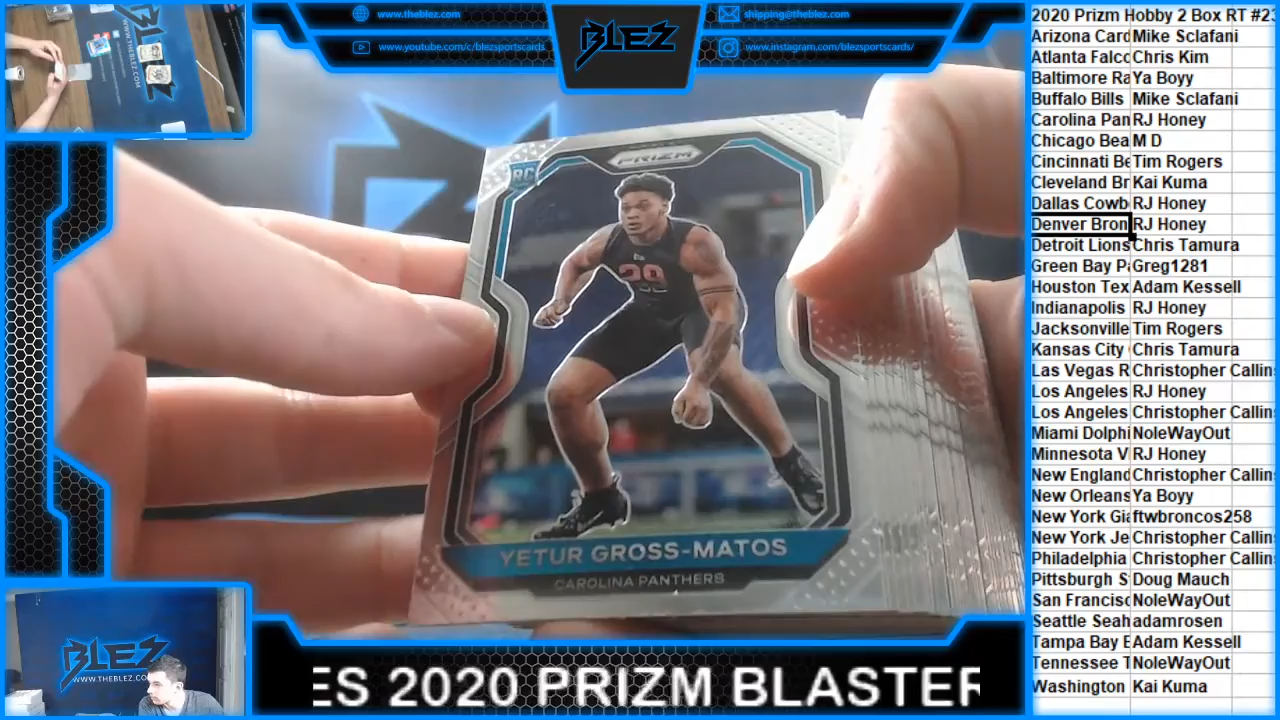 www.theblez.com
shipping@theblez.com
www.youtube.com/c/blezsportscards
www.instagram.com/blezsportscards/
BLEZ
PRIZM
RC
YETUR GROSS-MATOS
CAROLINA PANTHERS
BLEZ
WWW.THEBLEZ.CO
ES 2020 PRIZM BLASTER
2020 Prizm Hobby 2 Box RT #23
Arizona Card Mike Sclafani
Atlanta Falco Chris Kim
Baltimore Ra Ya Boyy
Buffalo Bills Mike Sclafani
Carolina Pan RJ Honey
Chicago Bea M D
Cincinnati Be Tim Rogers
Cleveland Br Kai Kuma
Dallas Cowb RJ Honey
Denver Bron RJ Honey
Detroit Lions Chris Tamura
Green Bay Pa Greg1281
Houston Tex Adam Kessell
Indianapolis RJ Honey
Jacksonville Tim Rogers
Kansas City Chris Tamura
Las Vegas R Christopher Callin
Los Angeles RJ Honey
Los Angeles Christopher Callin
Miami Dolphi NoleWayOut
Minnesota V RJ Honey
New England Christopher Callin
New Orleans Ya Boyy
New York Gia ftwbroncos258
New York Je Christopher Callin
Philadelphia Christopher Callin
Pittsburgh S Doug Mauch
San Francisc NoleWayOut
Seattle Seah adamrosen
Tampa Bay B Adam Kessell
Tennessee T NoleWayOut
Washington Kai Kuma